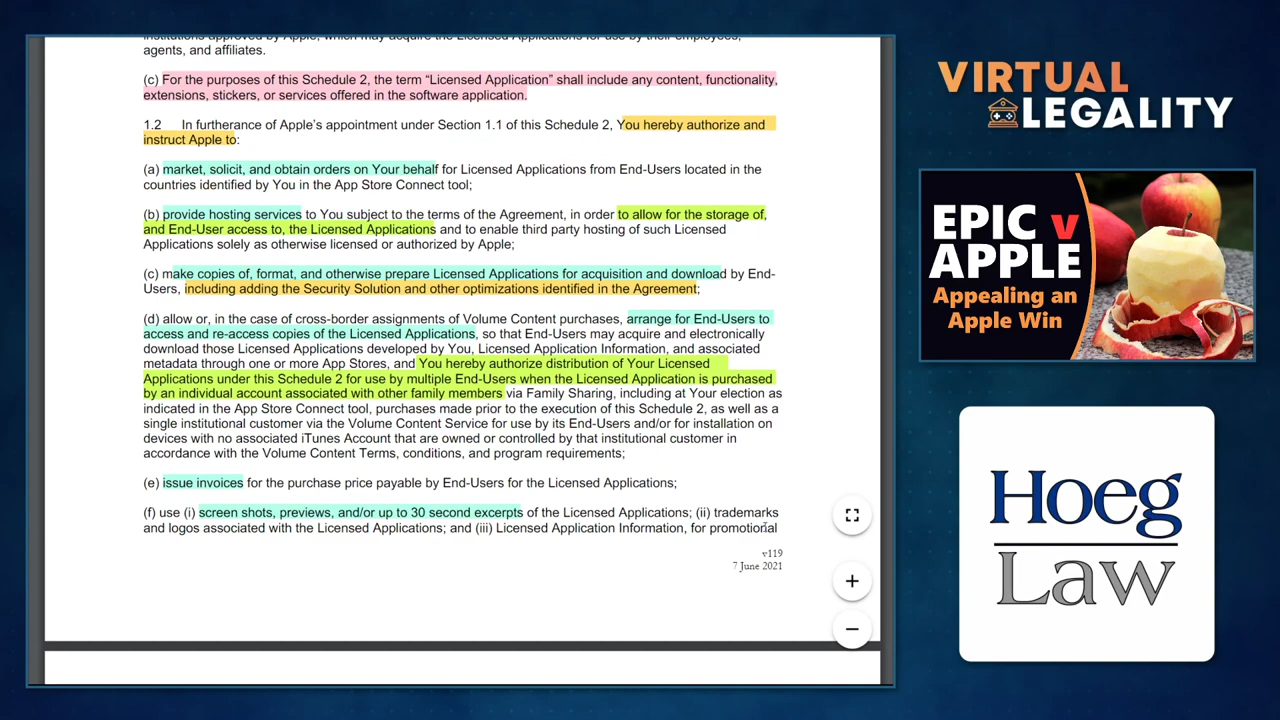 institutions approved by Apple, which may acquire the Licensed Applications for use by their employees,
agents, and affiliates.
(c) For the purposes of this Schedule 2, the term “Licensed Application” shall include any content, functionality,
extensions, stickers, or services offered in the software application.
1.2 In furtherance of Apple’s appointment under Section 1.1 of this Schedule 2, You hereby authorize and
instruct Apple to:
(a) market, solicit, and obtain orders on Your behalf for Licensed Applications from End-Users located in the
countries identified by You in the App Store Connect tool;
(b) provide hosting services to You subject to the terms of the Agreement, in order to allow for the storage of,
and End-User access to, the Licensed Applications and to enable third party hosting of such Licensed
Applications solely as otherwise licensed or authorized by Apple;
(c) make copies of, format, and otherwise prepare Licensed Applications for acquisition and download by End-
Users, including adding the Security Solution and other optimizations identified in the Agreement;
(d) allow or, in the case of cross-border assignments of Volume Content purchases, arrange for End-Users to
access and re-access copies of the Licensed Applications, so that End-Users may acquire and electronically
download those Licensed Applications developed by You, Licensed Application Information, and associated
metadata through one or more App Stores, and You hereby authorize distribution of Your Licensed
Applications under this Schedule 2 for use by multiple End-Users when the Licensed Application is purchased
by an individual account associated with other family members via Family Sharing, including at Your election as
indicated in the App Store Connect tool, purchases made prior to the execution of this Schedule 2, as well as a
single institutional customer via the Volume Content Service for use by its End-Users and/or for installation on
devices with no associated iTunes Account that are owned or controlled by that institutional customer in
accordance with the Volume Content Terms, conditions, and program requirements;
(e) issue invoices for the purchase price payable by End-Users for the Licensed Applications;
(f) use (i) screen shots, previews, and/or up to 30 second excerpts of the Licensed Applications; (ii) trademarks
and logos associated with the Licensed Applications; and (iii) Licensed Application Information, for promotional
v119
7 June 2021
VIRTUAL
LEGALITY
EPIC v
APPLE
Appealing an
Apple Win
Hoeg
Law